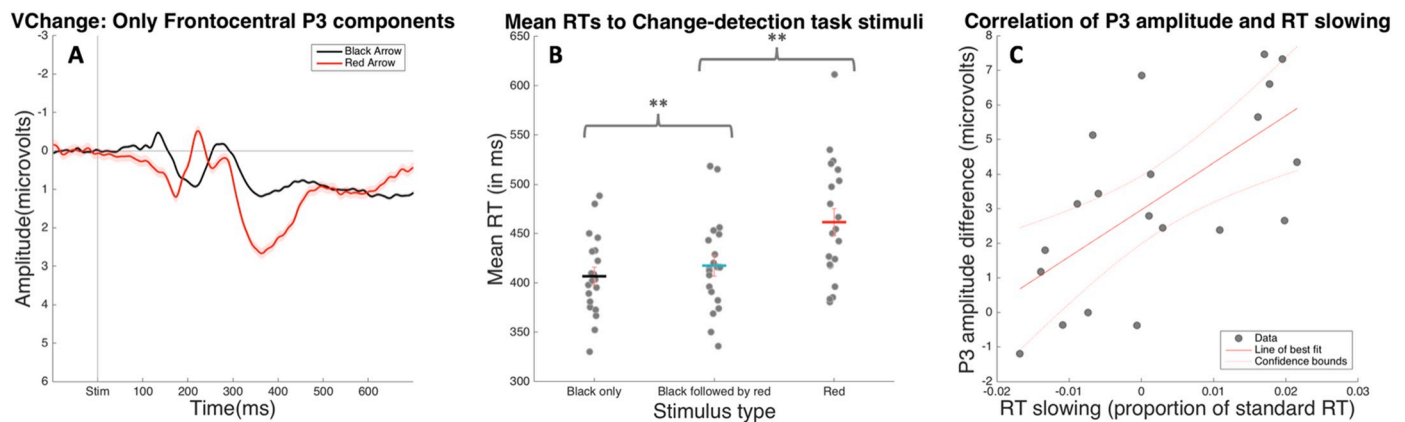 VChange: Only Frontocentral P3 components
A
Black Arrow
Red Arrow
-3
-2
-1
0
1
2
3
4
5
6
Amplitude(microvolts)
Stim 100 200 300 400 500 600
Time(ms)
Mean RTs to Change-detection task stimuli
B
**
**
650
600
550
500
450
400
350
300
Mean RT (in ms)
Black only Black followed by red Red
Stimulus type
Correlation of P3 amplitude and RT slowing
C
8
7
6
5
4
3
2
1
0
-1
-2
P3 amplitude difference (microvolts)
Data
Line of best fit
Confidence bounds
-0.02 -0.01 0 0.01 0.02 0.03
RT slowing (proportion of standard RT)